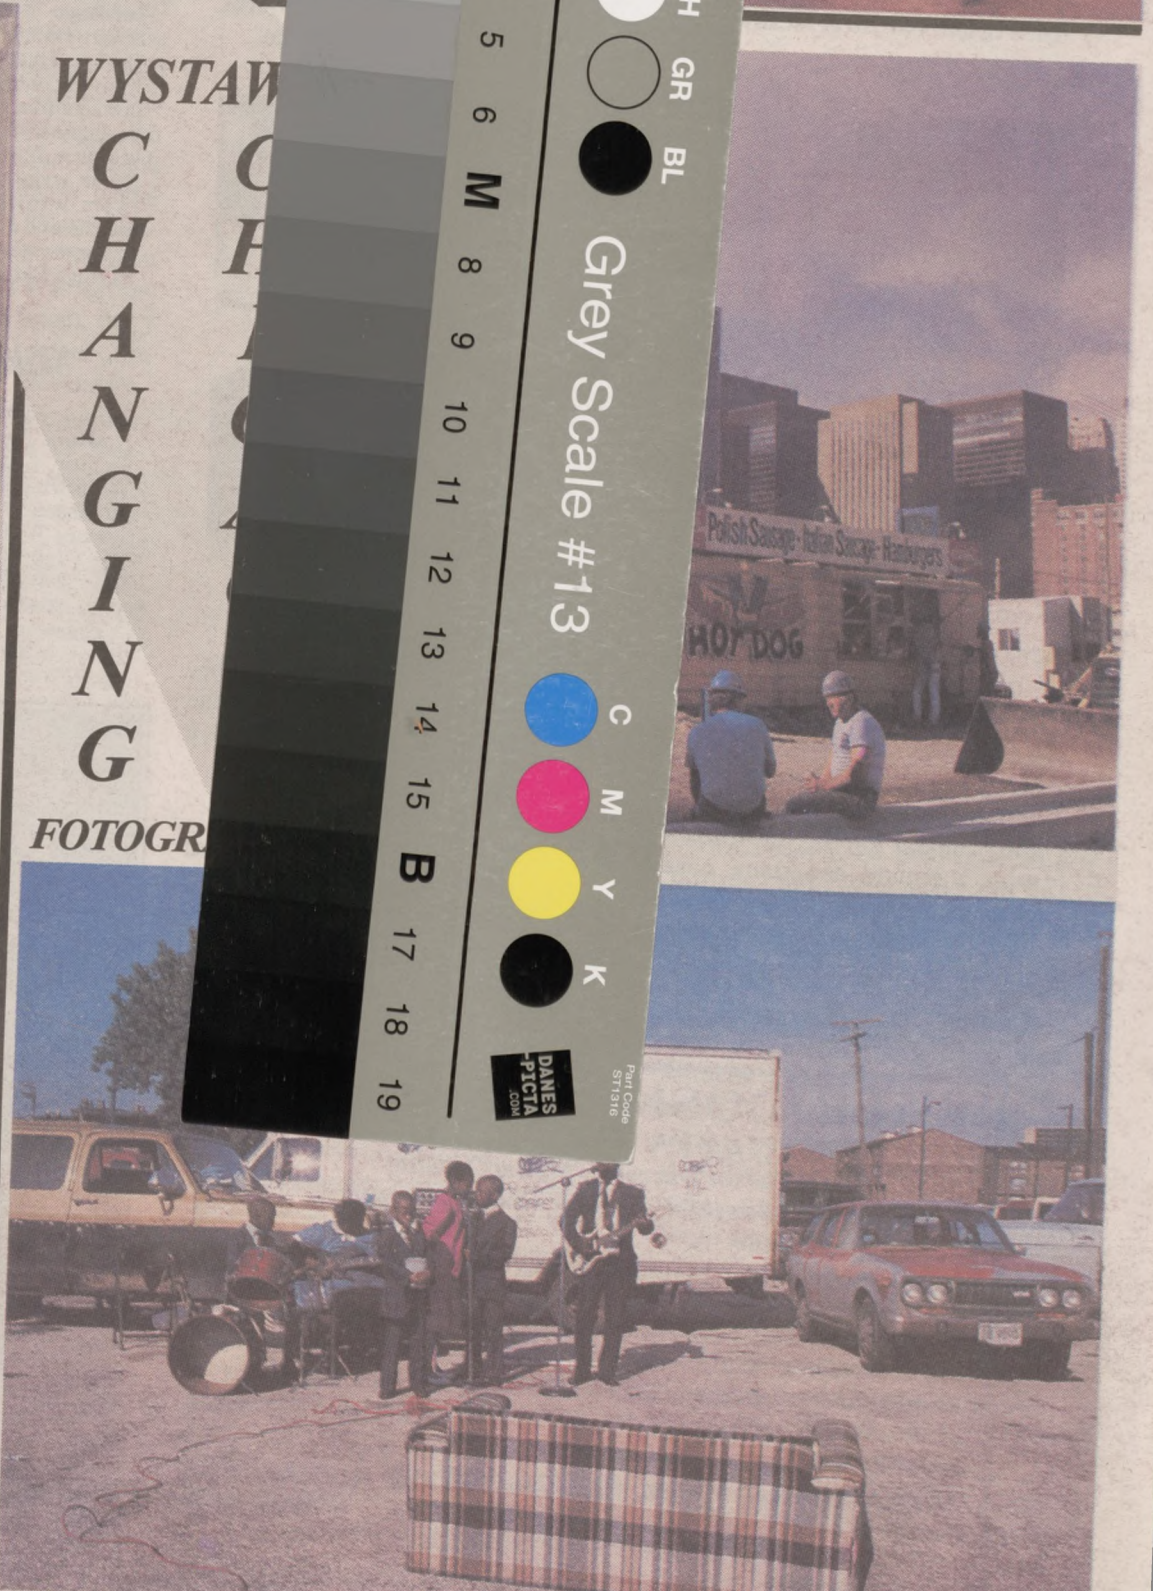 WYSTAW
C C
H H
A I
N C
G A
I G
N
G
FOTOGR
5
6
M
8
9
10
11
12
13
14
15
B
17
18
19
H
GR
BL
Grey Scale #13
C
M
Y
K
DANES
-PICTA
.COM
Part Code
ST1316
Polish Sausage - Italian Sausage - Hamburgers
HOT DOG